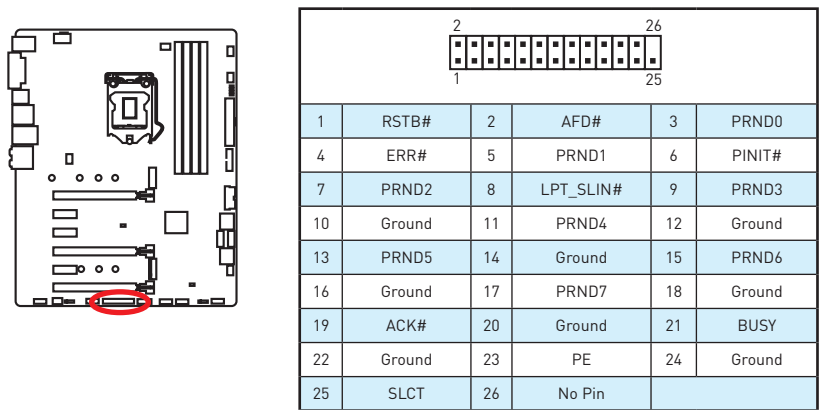 2 26
1 25
1 RSTB# 2 AFD# 3 PRND0
4 ERR# 5 PRND1 6 PINIT#
7 PRND2 8 LPT_SLIN# 9 PRND3
10 Ground 11 PRND4 12 Ground
13 PRND5 14 Ground 15 PRND6
16 Ground 17 PRND7 18 Ground
19 ACK# 20 Ground 21 BUSY
22 Ground 23 PE 24 Ground
25 SLCT 26 No Pin